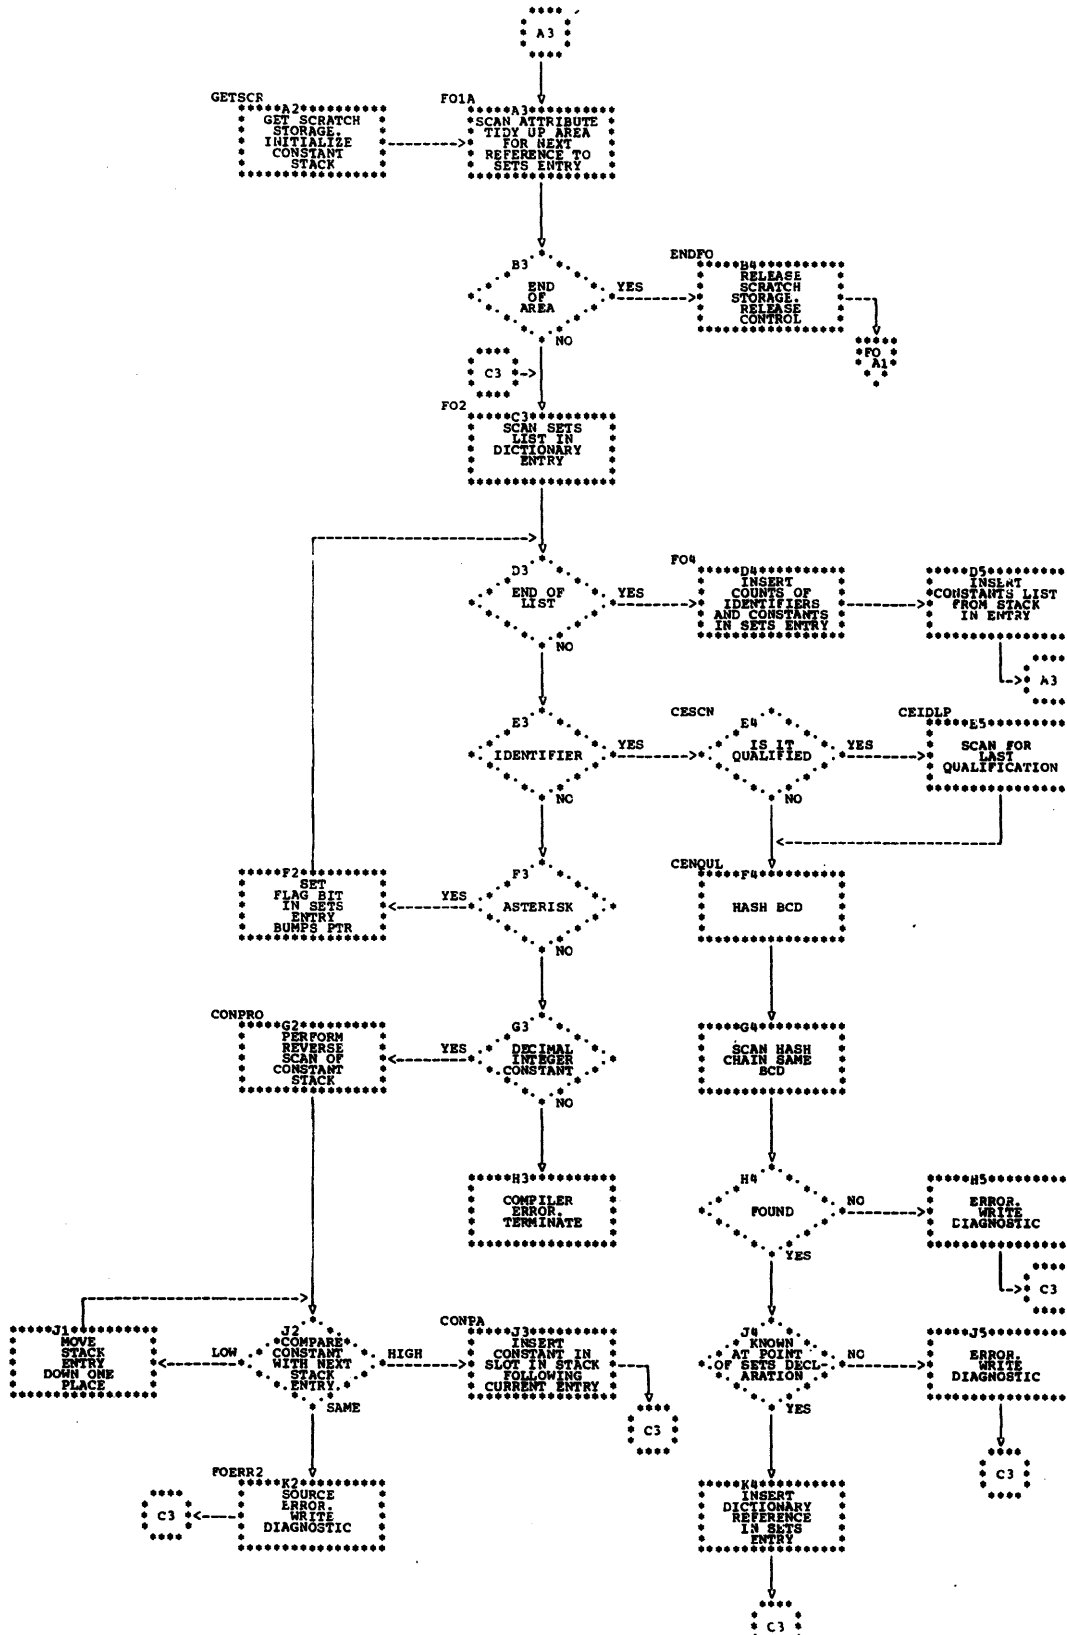 A3
GETSCR
A2
GET SCRATCH
STORAGE.
INITIALIZE
CONSTANT
STACK
FO1A
A3
SCAN ATTRIBUTE
TIDY UP AREA
FOR NEXT
REFERENCE TO
SETS ENTRY
B3
END
OF
AREA
YES
NO
ENDFO
B4
RELEASE
SCRATCH
STORAGE.
RELEASE
CONTROL
FO
A1
C3
FO2
C3
SCAN SETS
LIST IN
DICTIONARY
ENTRY
D3
END OF
LIST
YES
NO
FO4
D4
INSERT
COUNTS OF
IDENTIFIERS
AND CONSTANTS
IN SETS ENTRY
D5
INSERT
CONSTANTS LIST
FROM STACK
IN ENTRY
A3
E3
IDENTIFIER
YES
NO
CESCN
E4
IS IT
QUALIFIED
YES
NO
CEIDLP
E5
SCAN FOR
LAST
QUALIFICATION
F2
SET
FLAG BIT
IN SETS
ENTRY
BUMPS PTR
YES
F3
ASTERISK
NO
CENQUL
F4
HASH BCD
CONPRO
G2
PERFORM
REVERSE
SCAN OF
CONSTANT
STACK
YES
G3
DECIMAL
INTEGER
CONSTANT
NO
G4
SCAN HASH
CHAIN SAME
BCD
H3
COMPILER
ERROR.
TERMINATE
H4
FOUND
NO
YES
H5
ERROR.
WRITE
DIAGNOSTIC
C3
J1
MOVE
STACK
ENTRY
DOWN ONE
PLACE
LOW
J2
COMPARE
CONSTANT
WITH NEXT
STACK
ENTRY
HIGH
SAME
CONPA
J3
INSERT
CONSTANT IN
SLOT IN STACK
FOLLOWING
CURRENT ENTRY
C3
J4
KNOWN
AT POINT
OF SETS DECL-
ARATION
NO
YES
J5
ERROR.
WRITE
DIAGNOSTIC
C3
FOERR2
K2
SOURCE
ERROR.
WRITE
DIAGNOSTIC
C3
K4
INSERT
DICTIONARY
REFERENCE
IN SETS
ENTRY
C3